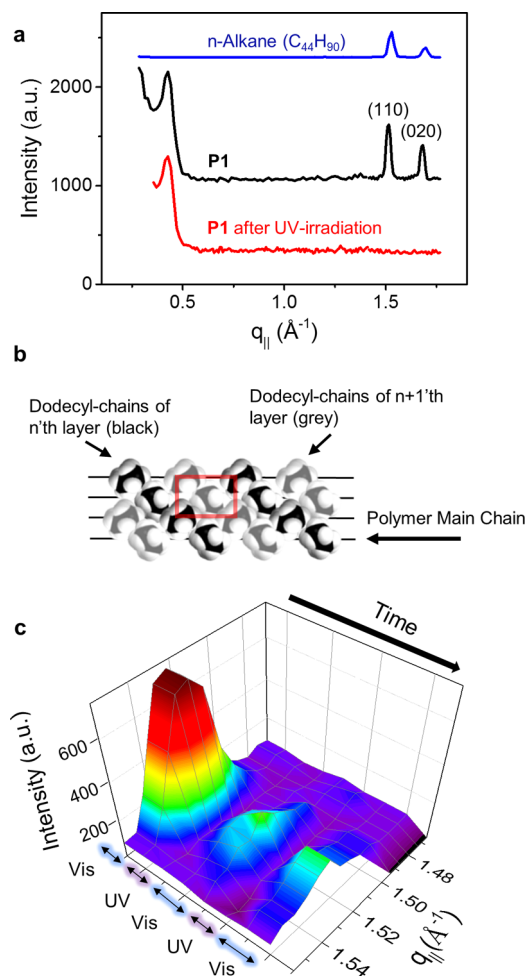 a
n-Alkane (C₄₄H₉₀)
2000
(110)
(020)
Intensity (a.u.)
P1
1000
P1 after UV-irradiation
0
0.5
1.0
1.5
q|| (Å⁻¹)
b
Dodecyl-chains of
n'th layer (black)
Dodecyl-chains of n+1'th
layer (grey)
Polymer Main Chain
c
Time
Intensity (a.u.)
600
400
200
Vis
UV
Vis
UV
Vis
1.48
1.50
1.52
1.54
q|| (Å⁻¹)